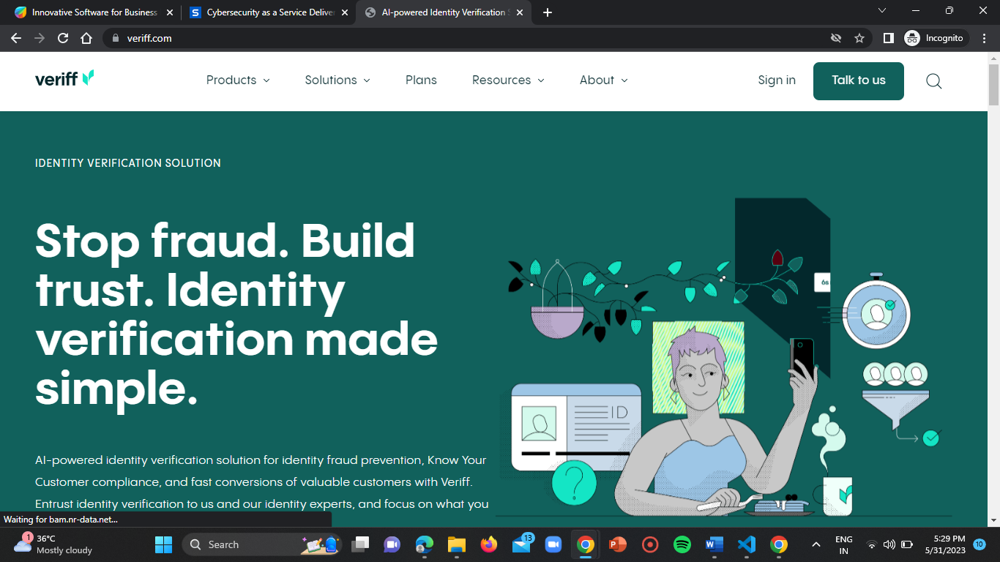 Innovative Software for Business
Cybersecurity as a Service Deliver
AI-powered Identity Verification S
veriff.com
Incognito
veriff
Products
Solutions
Plans
Resources
About
Sign in
Talk to us
IDENTITY VERIFICATION SOLUTION
Stop fraud. Build
trust. Identity
verification made
simple.
6s
ID
?
AI-powered identity verification solution for identity fraud prevention, Know Your
Customer compliance, and fast conversions of valuable customers with Veriff.
Entrust identity verification to us and our identity experts, and focus on what you
Waiting for bam.nr-data.net...
1
36°C
Mostly cloudy
Search
13
ENG
IN
5:29 PM
5/31/2023
10